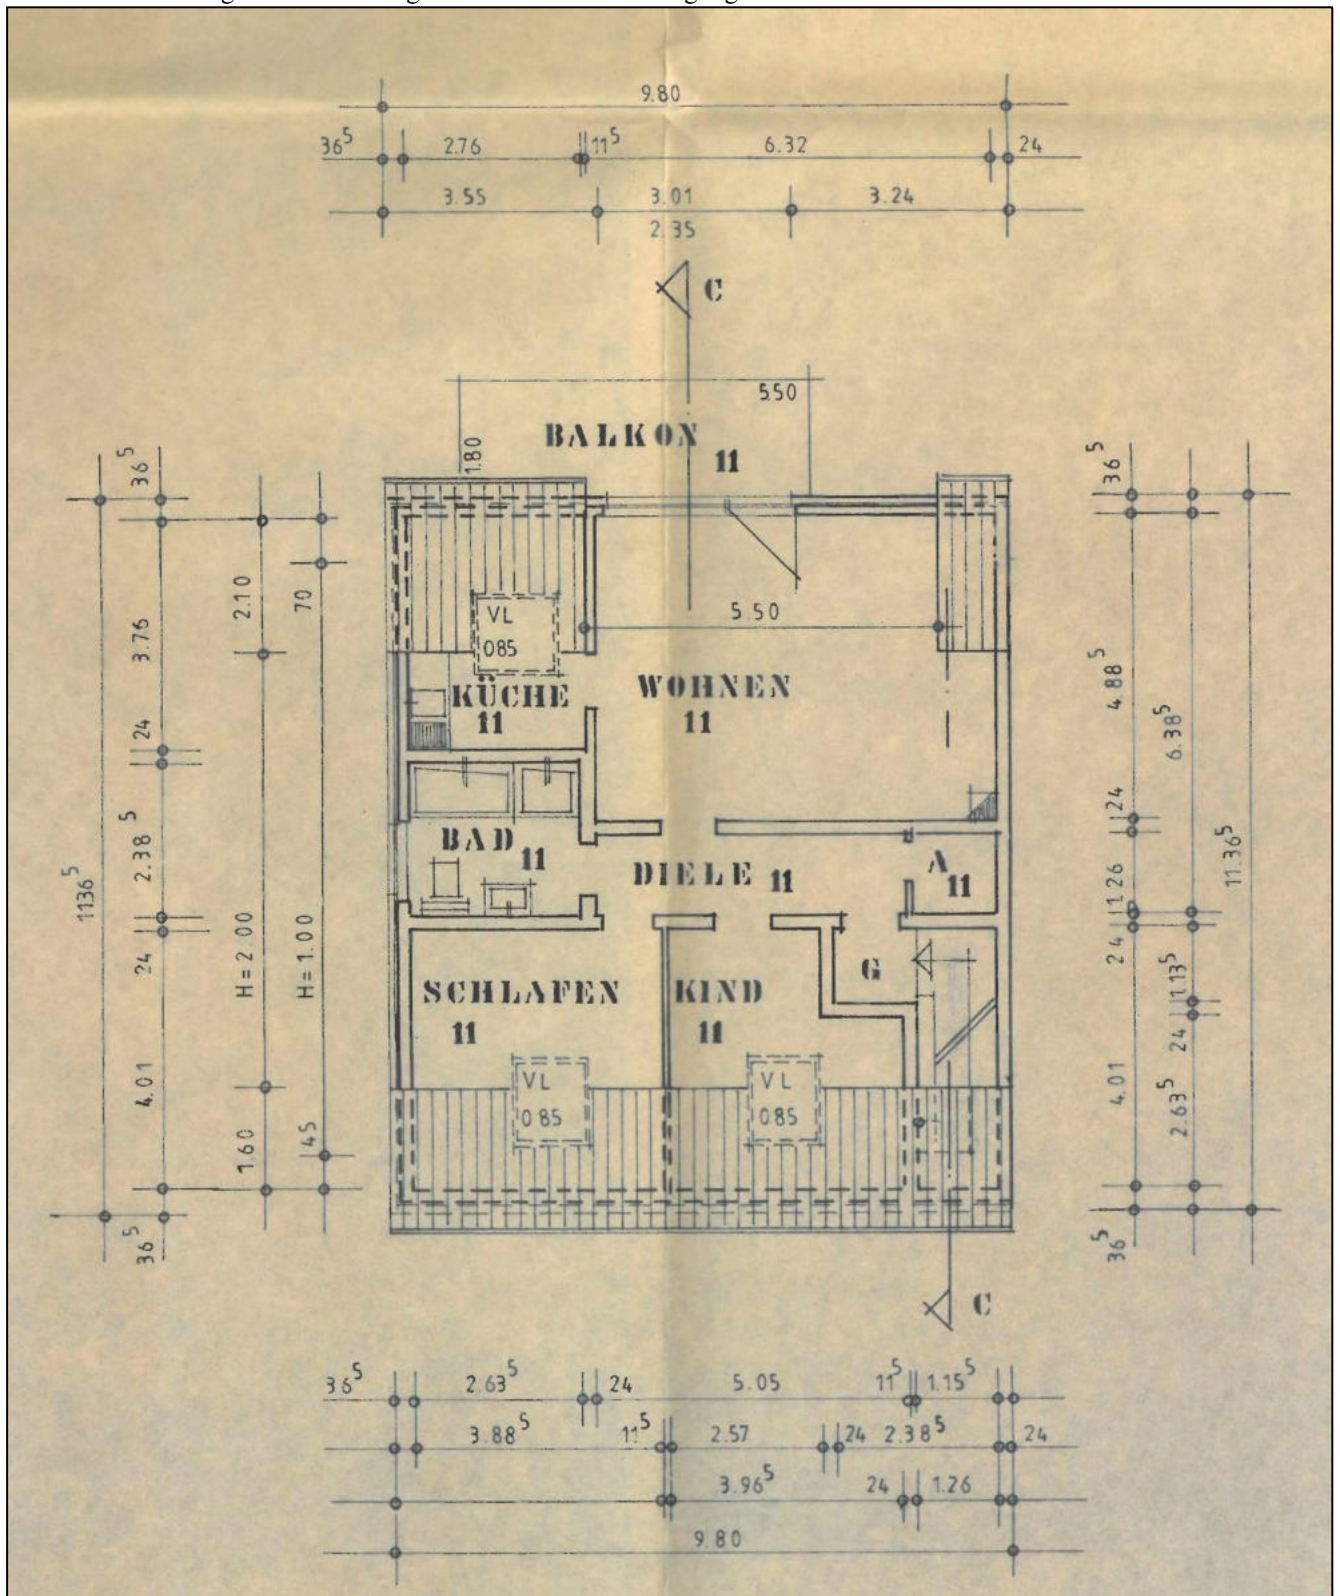 9.80
36⁵ 2.76 11⁵ 6.32 24
3.55 3.01 3.24
2.35
C
5.50
BALKON
11
1.80
VL
085
5.50
KÜCHE
11
WOHNEN
11
BAD
11
DIELE 11
A
11
G
SCHLAFEN
11
KIND
11
VL
085
VL
085
C
1136⁵
36⁵
3.76
24
2.38⁵
24
4.01
36⁵
2.10
H=2.00
1.60
70
H=1.00
45
36⁵
4.88⁵
24
1.26
24
4.01
36⁵
6.38⁵
1.13⁵
24
2.63⁵
11.36⁵
36⁵ 2.63⁵ 24 5.05 11⁵ 1.15⁵
3.88⁵ 11⁵ 2.57 24 2.38⁵ 24
3.96⁵ 24 1.26
9.80